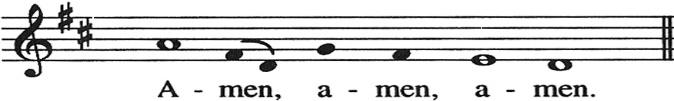 A - men, a - men, a - men.